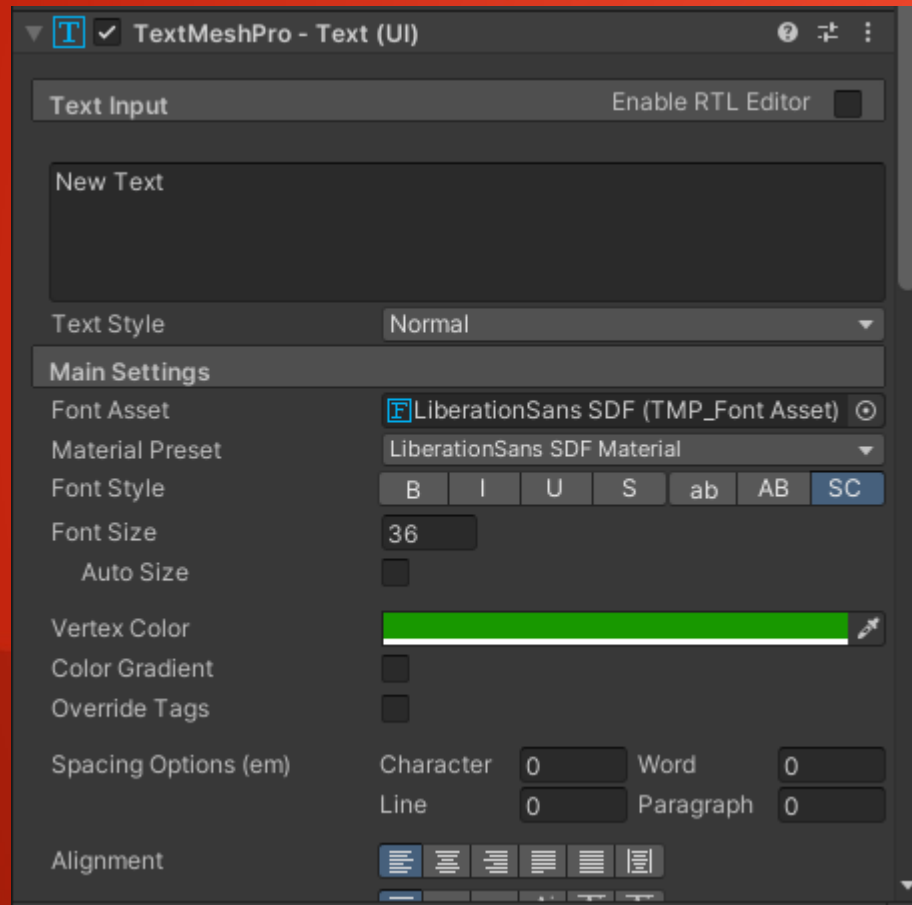 TextMeshPro - Text (UI)
Text Input Enable RTL Editor
New Text
Text Style Normal
Main Settings
Font Asset FLiberationSans SDF (TMP_Font Asset)
Material Preset LiberationSans SDF Material
Font Style B I U S ab AB SC
Font Size 36
Auto Size
Vertex Color
Color Gradient
Override Tags
Spacing Options (em) Character 0 Word 0
Line 0 Paragraph 0
Alignment